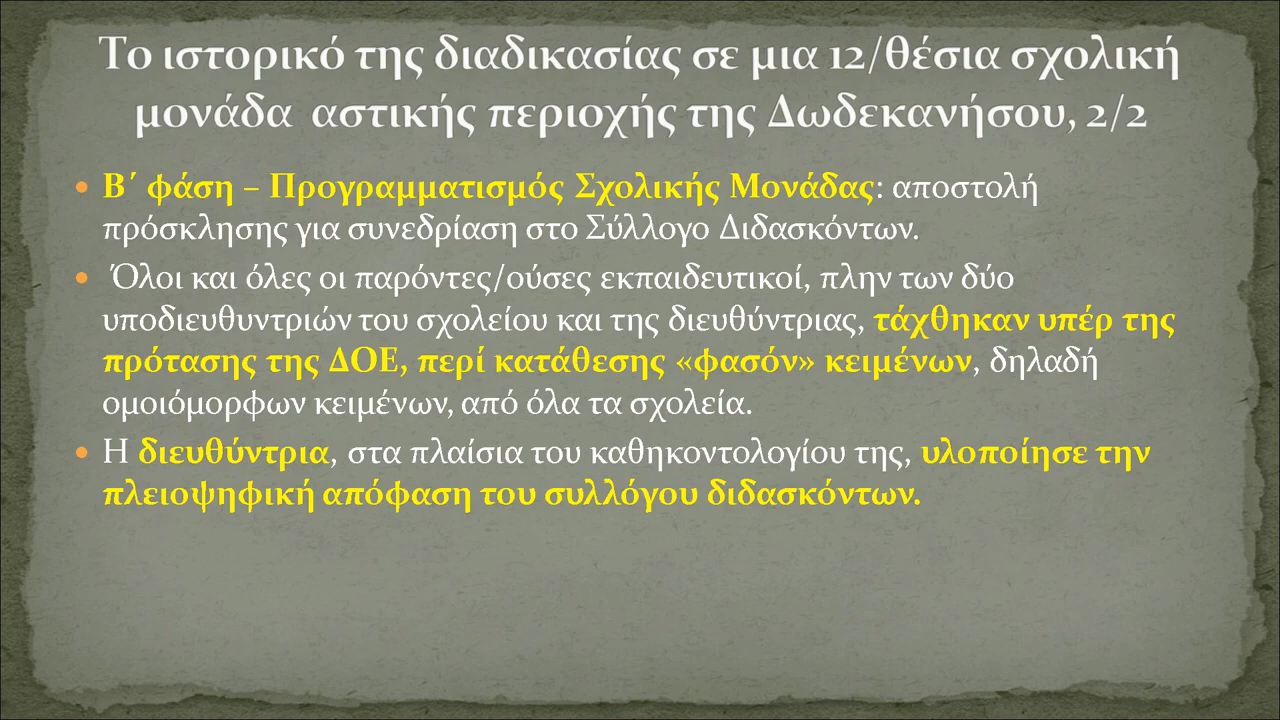 Το ιστορικό της διαδικασίας σε μια 12/θέσια σχολική
μονάδα αστικής περιοχής της Δωδεκανήσου, 2/2
• Β΄ φάση – Προγραμματισμός Σχολικής Μονάδας: αποστολή
πρόσκλησης για συνεδρίαση στο Σύλλογο Διδασκόντων.
• Όλοι και όλες οι παρόντες/ούσες εκπαιδευτικοί, πλην των δύο
υποδιευθυντριών του σχολείου και της διευθύντριας, τάχθηκαν υπέρ της
πρότασης της ΔΟΕ, περί κατάθεσης «φασόν» κειμένων, δηλαδή
ομοιόμορφων κειμένων, από όλα τα σχολεία.
• Η διευθύντρια, στα πλαίσια του καθηκοντολογίου της, υλοποίησε την
πλειοψηφική απόφαση του συλλόγου διδασκόντων.